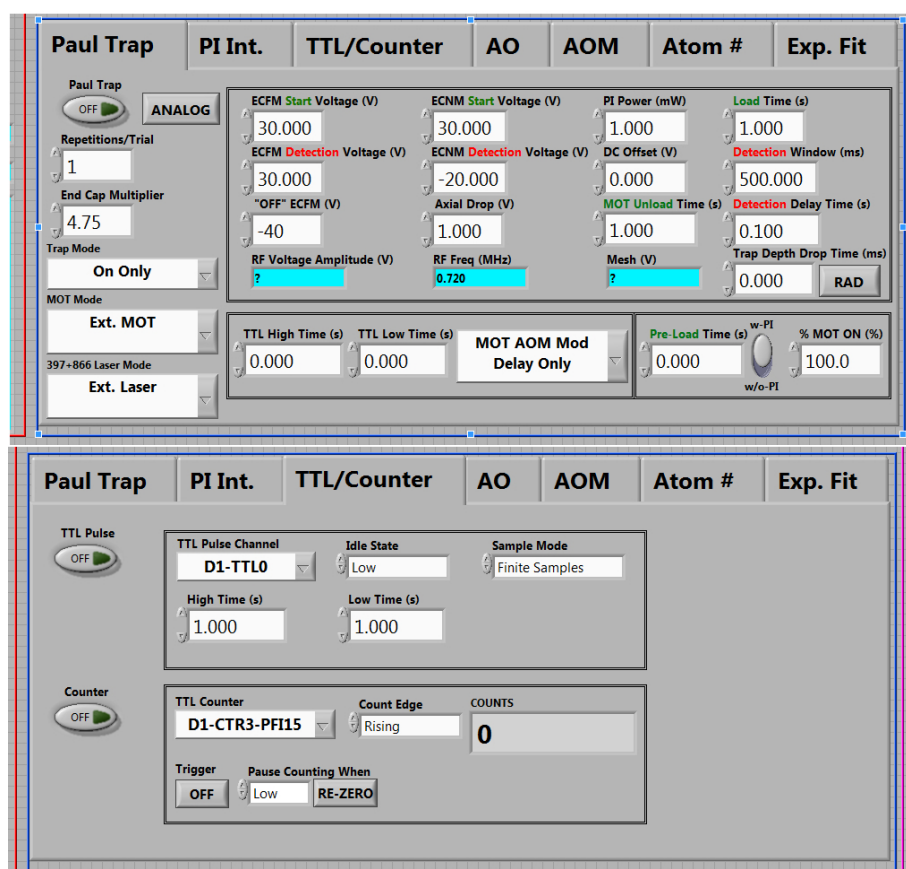 Paul Trap PI Int. TTL/Counter AO AOM Atom # Exp. Fit
Paul Trap
OFF ANALOG
Repetitions/Trial
1
End Cap Multiplier
4.75
Trap Mode
On Only
MOT Mode
Ext. MOT
397+866 Laser Mode
Ext. Laser
ECFM Start Voltage (V) ECNM Start Voltage (V) PI Power (mW) Load Time (s)
30.000 30.000 1.000 1.000
ECFM Detection Voltage (V) ECNM Detection Voltage (V) DC Offset (V) Detection Window (ms)
30.000 -20.000 0.000 500.000
"OFF" ECFM (V) Axial Drop (V) MOT Unload Time (s) Detection Delay Time (s)
-40 1.000 1.000 0.100
RF Voltage Amplitude (V) RF Freq (MHz) Mesh (V) Trap Depth Drop Time (ms)
? 0.720 ? 0.000 RAD
TTL High Time (s) TTL Low Time (s) MOT AOM Mod
0.000 0.000 Delay Only
Pre-Load Time (s) w-PI % MOT ON (%)
0.000 100.0
w/o-PI
Paul Trap PI Int. TTL/Counter AO AOM Atom # Exp. Fit
TTL Pulse
OFF
TTL Pulse Channel Idle State Sample Mode
D1-TTL0 Low Finite Samples
High Time (s) Low Time (s)
1.000 1.000
Counter
OFF
TTL Counter Count Edge COUNTS
D1-CTR3-PFI15 Rising 0
Trigger Pause Counting When
OFF Low RE-ZERO